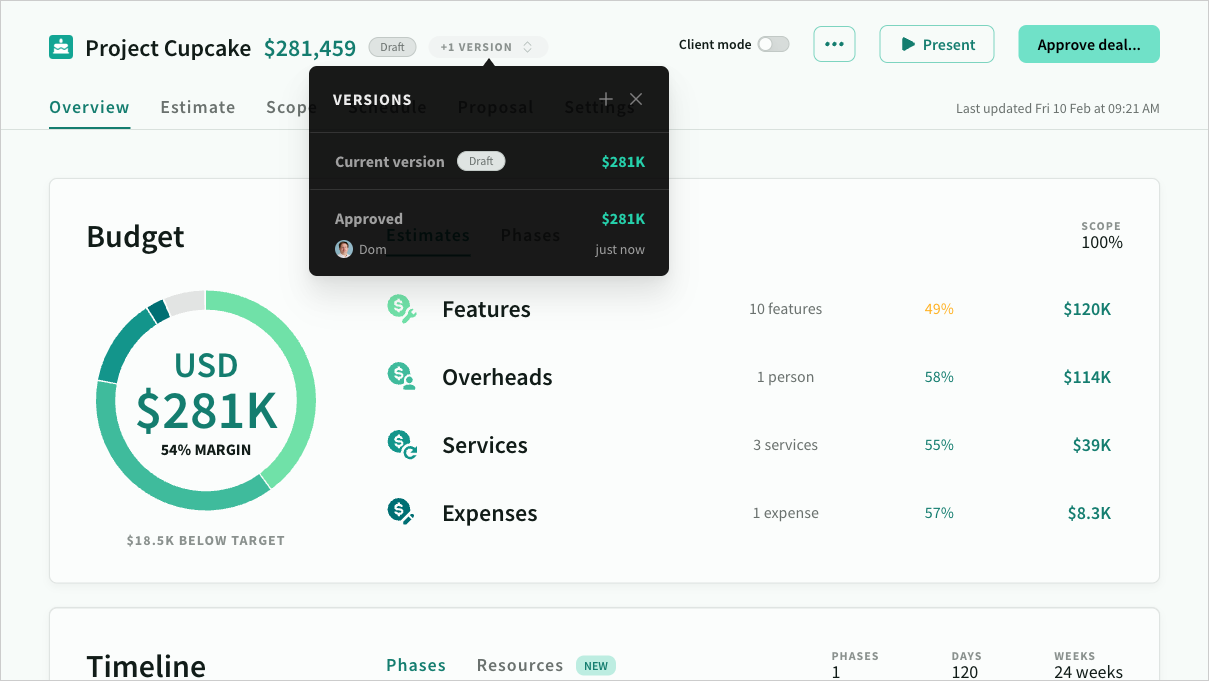 Project Cupcake $281,459 Draft +1 VERSION Client mode Present Approve deal...
Overview Estimate Scope Schedule Proposal Settings Last updated Fri 10 Feb at 09:21 AM
VERSIONS
Current version Draft $281K
Approved $281K
Dom just now
Budget Estimates Phases
SCOPE
100%
USD
$281K
54% MARGIN
$18.5K BELOW TARGET
Features 10 features 49% $120K
Overheads 1 person 58% $114K
Services 3 services 55% $39K
Expenses 1 expense 57% $8.3K
Timeline Phases Resources NEW
PHASES DAYS WEEKS
1 120 24 weeks